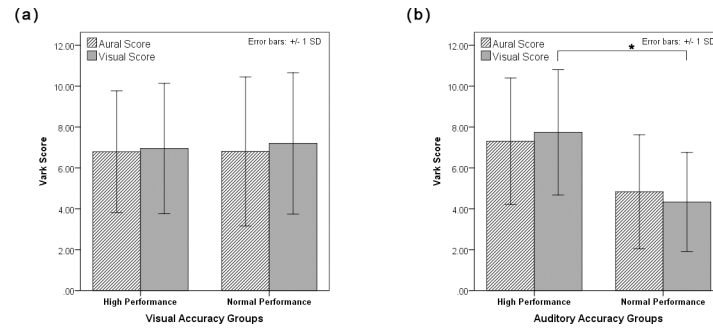 (a)
12.00
10.00
8.00
6.00
4.00
2.00
.00
Vark Score
Aural Score
Visual Score
Error bars: +/- 1 SD
High Performance
Normal Performance
Visual Accuracy Groups
(b)
12.00
10.00
8.00
6.00
4.00
2.00
.00
Vark Score
Aural Score
Visual Score
Error bars: +/- 1 SD
*
High Performance
Normal Performance
Auditory Accuracy Groups